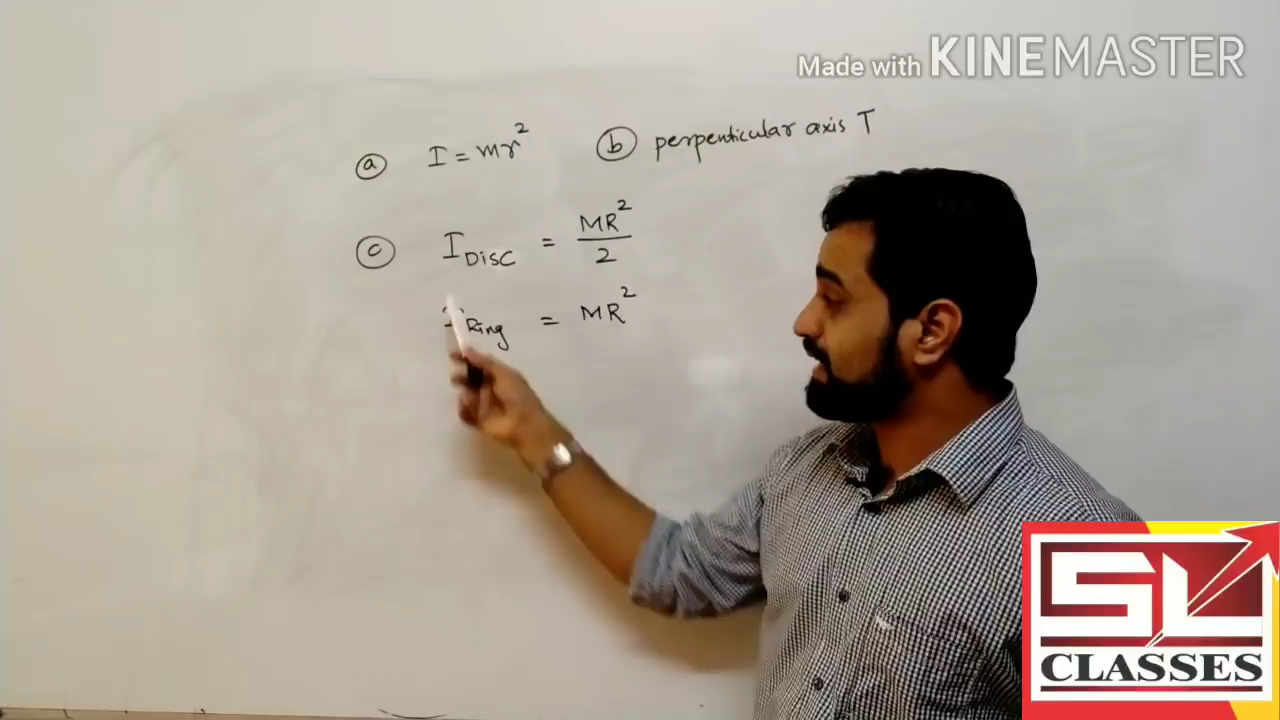 Made with KINEMASTER
ⓐ I = mr² ⓑ perpenticular axis T
ⓒ I_DISC = MR²/2
I_Ring = MR²
SL
CLASSES